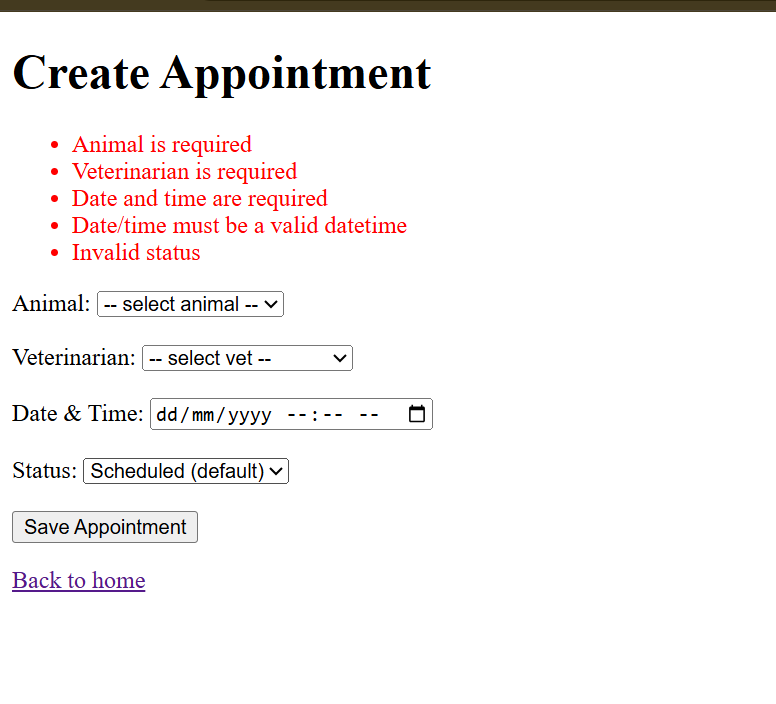 Create Appointment
Animal is required
Veterinarian is required
Date and time are required
Date/time must be a valid datetime
Invalid status
Animal: -- select animal --
Veterinarian: -- select vet --
Date & Time: dd/mm/yyyy --:-- --
Status: Scheduled (default)
Save Appointment
Back to home